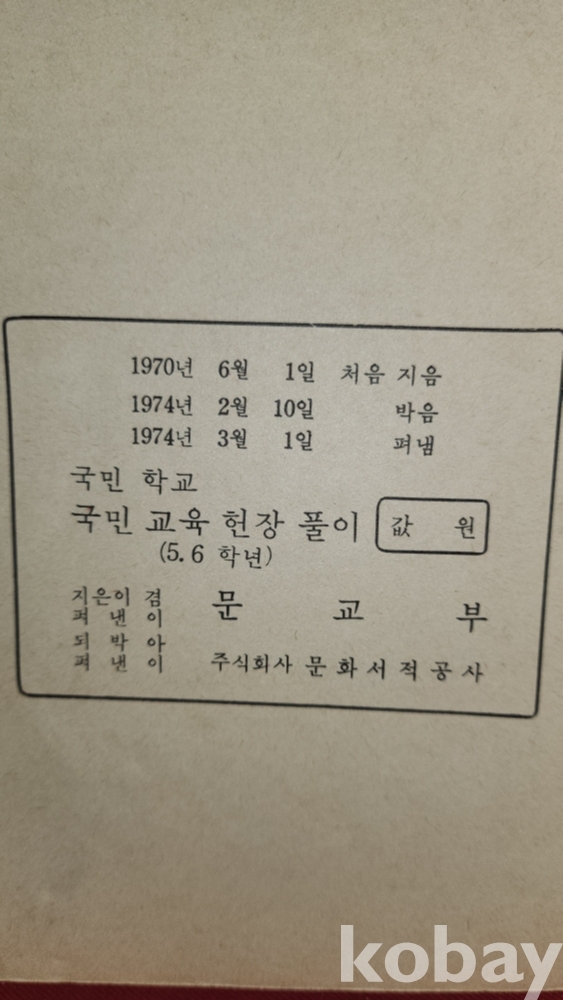 1970년 6월 1일 처음 지음
1974년 2월 10일 박음
1974년 3월 1일 펴냄
국민 학교
국민 교육 헌장 풀이 값 원
(5. 6 학년)
지은이 겸
펴 낸 이
문 교 부
되 박 아
펴 낸 이
주식회사 문 화 서 적 공 사
kobay